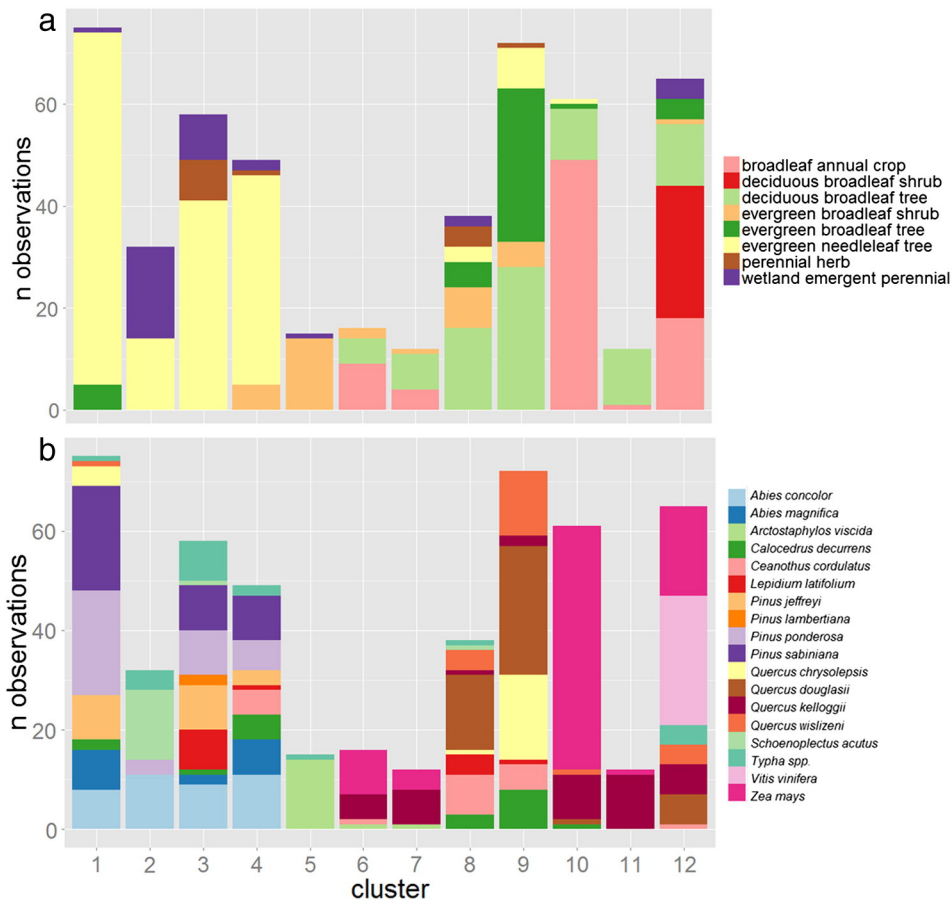 a
n observations
60
40
20
0
broadleaf annual crop
deciduous broadleaf shrub
deciduous broadleaf tree
evergreen broadleaf shrub
evergreen broadleaf tree
evergreen needleleaf tree
perennial herb
wetland emergent perennial
b
n observations
60
40
20
0
1 2 3 4 5 6 7 8 9 10 11 12
cluster
Abies concolor
Abies magnifica
Arctostaphylos viscida
Calocedrus decurrens
Ceanothus cordulatus
Lepidium latifolium
Pinus jeffreyi
Pinus lambertiana
Pinus ponderosa
Pinus sabiniana
Quercus chrysolepsis
Quercus douglasii
Quercus kelloggii
Quercus wislizeni
Schoenoplectus acutus
Typha spp.
Vitis vinifera
Zea mays